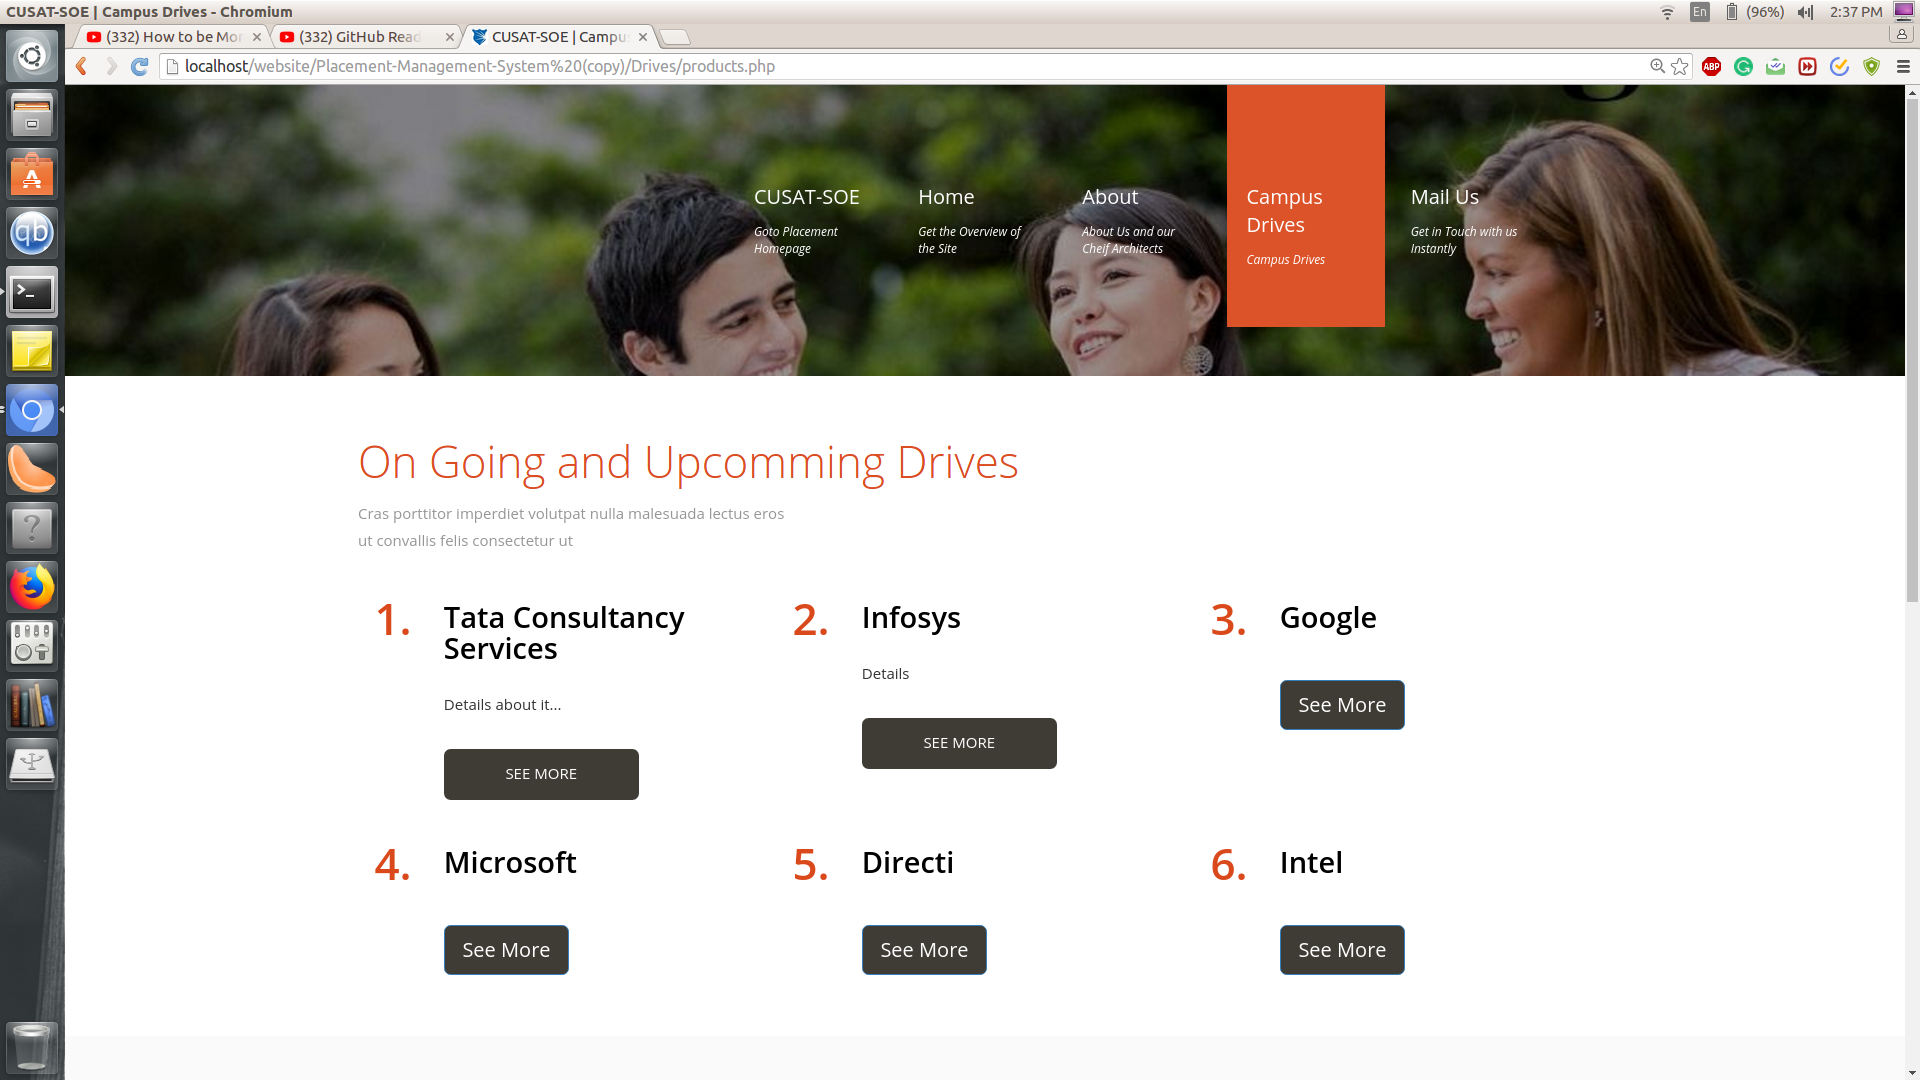 CUSAT-SOE | Campus Drives - Chromium
En
(96%)
2:37 PM
(332) How to be Mor
(332) GitHub Read
CUSAT-SOE | Campu
localhost/website/Placement-Management-System%20(copy)/Drives/products.php
ABP
CUSAT-SOE
Goto Placement
Homepage
Home
Get the Overview of
the Site
About
About Us and our
Cheif Architects
Campus
Drives
Campus Drives
Mail Us
Get in Touch with us
Instantly
On Going and Upcomming Drives
Cras porttitor imperdiet volutpat nulla malesuada lectus eros
ut convallis felis consectetur ut
1.
Tata Consultancy
Services
Details about it...
SEE MORE
2.
Infosys
Details
SEE MORE
3.
Google
See More
4.
Microsoft
See More
5.
Directi
See More
6.
Intel
See More
qb